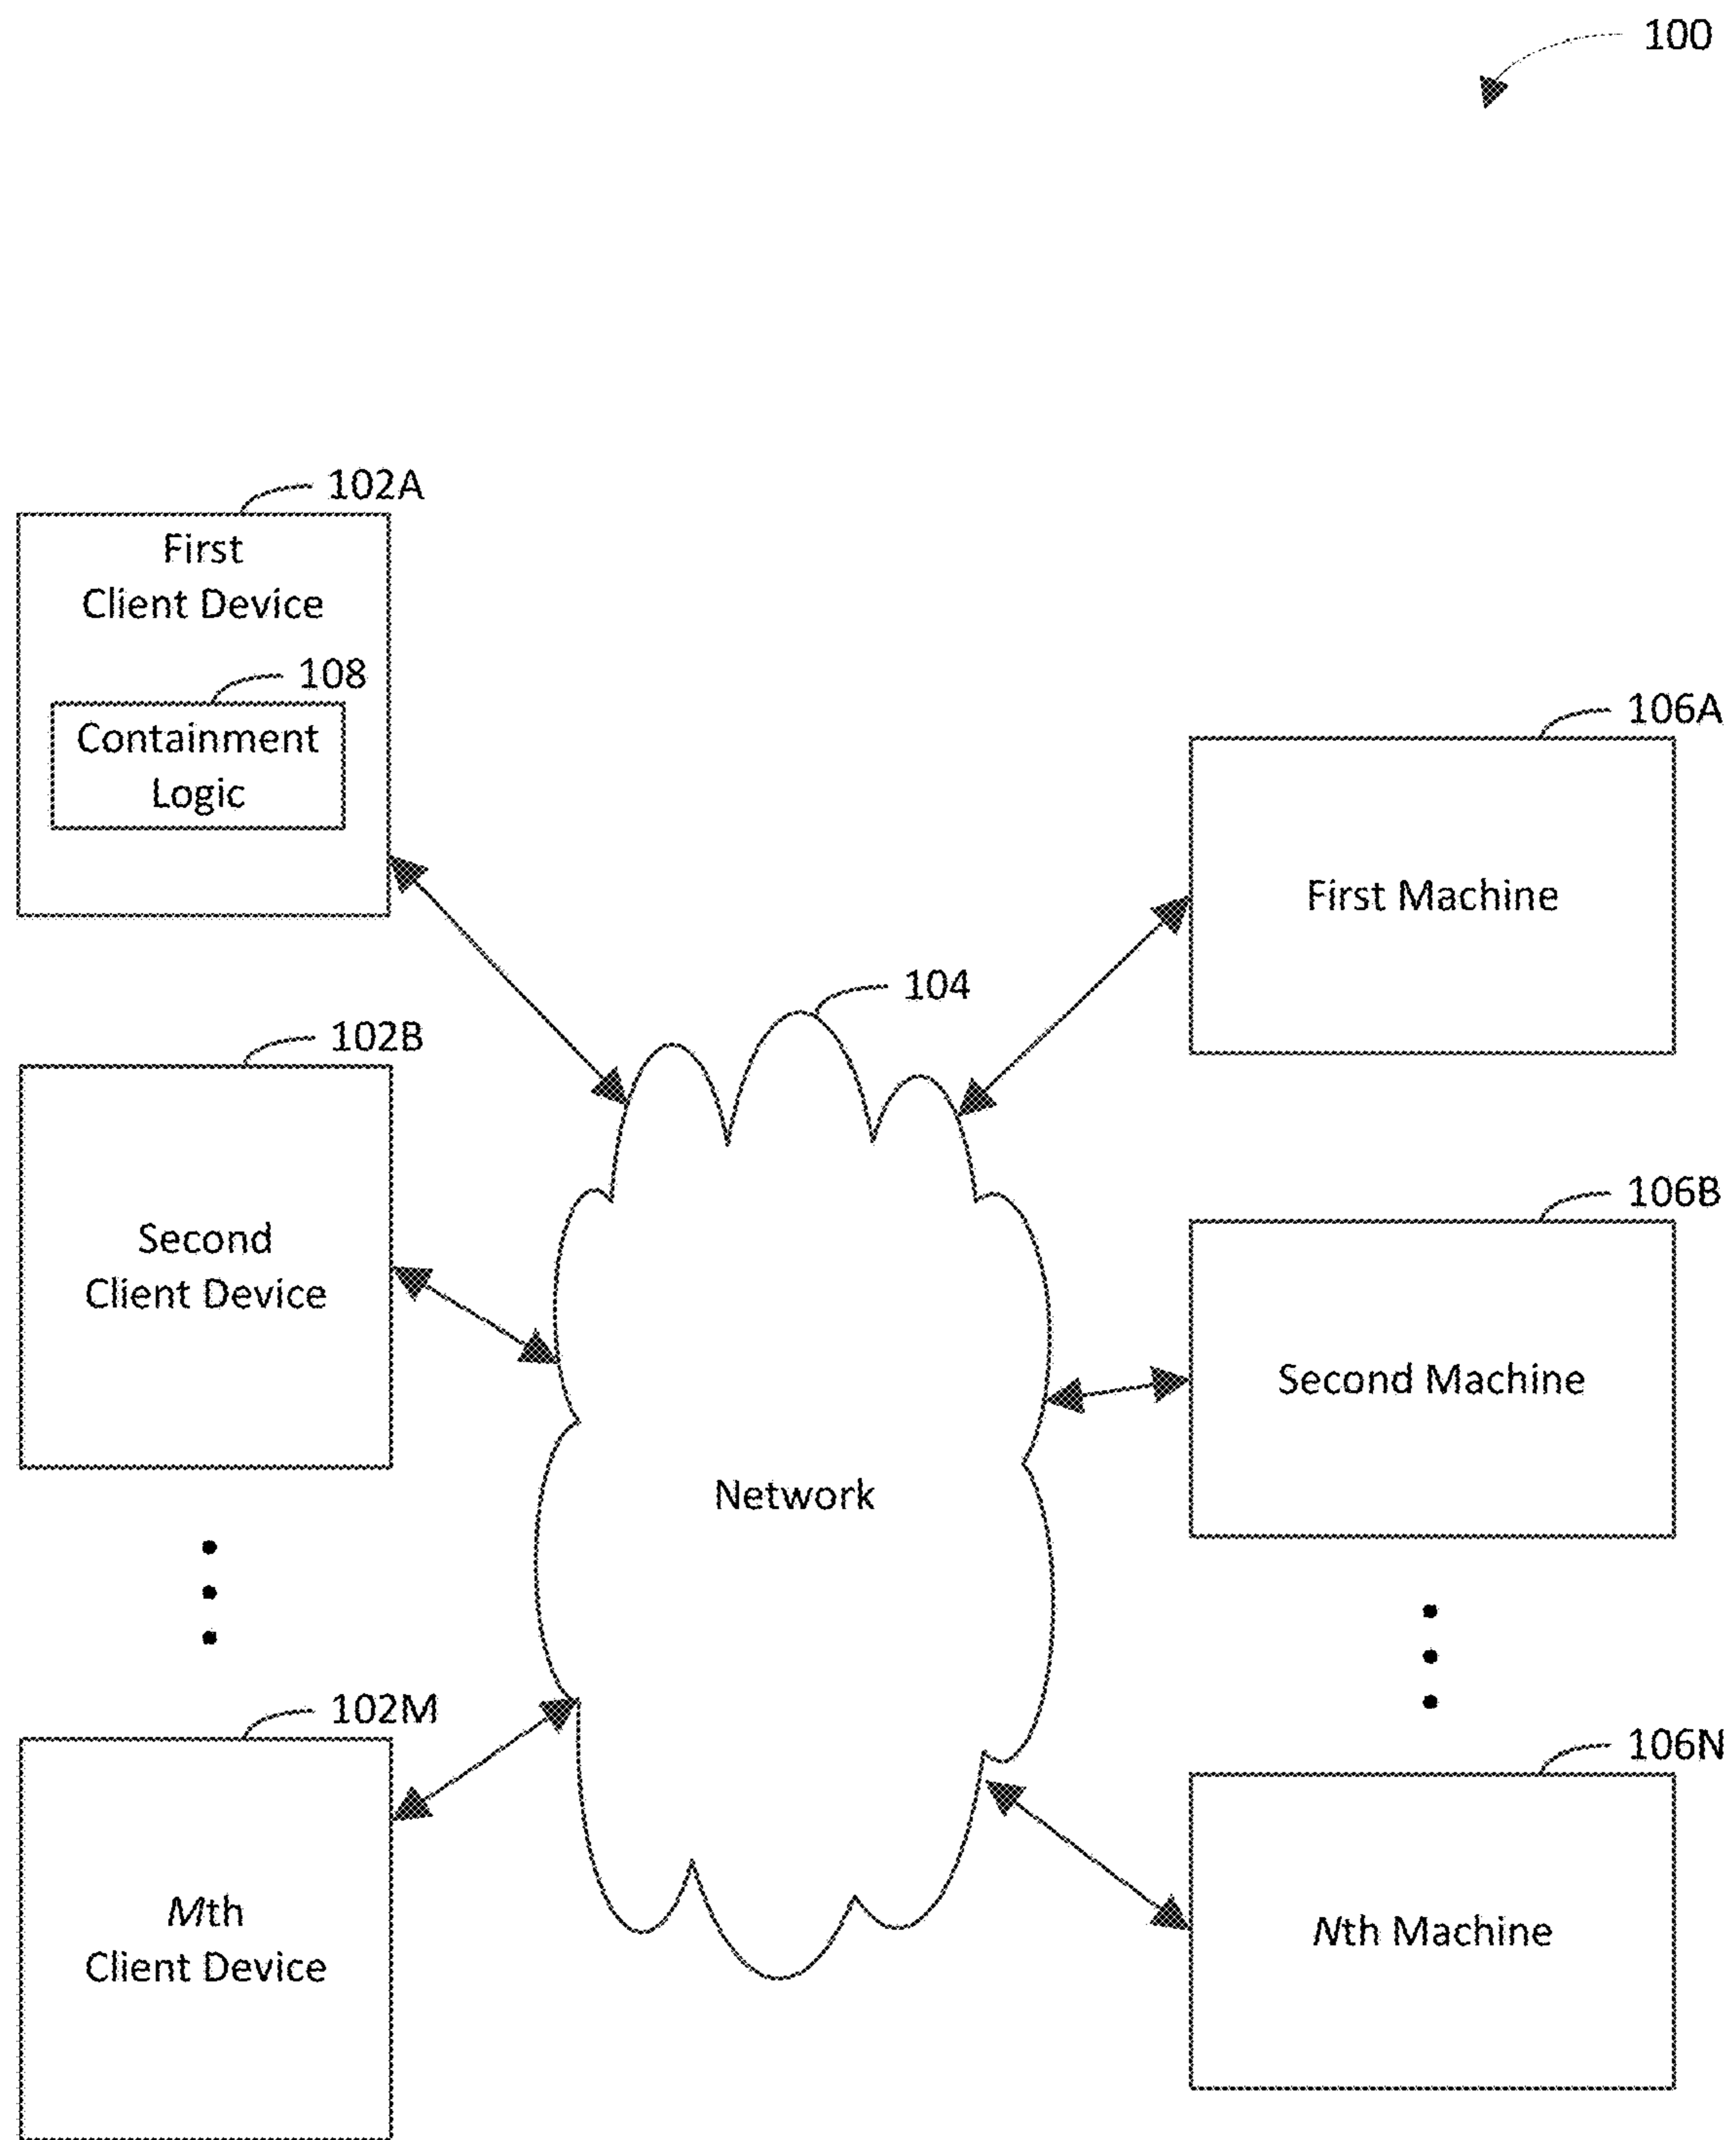 100
102A
First
Client Device
108
Containment
Logic
106A
First Machine
104
102B
Second
Client Device
106B
Second Machine
Network
102M
Mth
Client Device
106N
Nth Machine